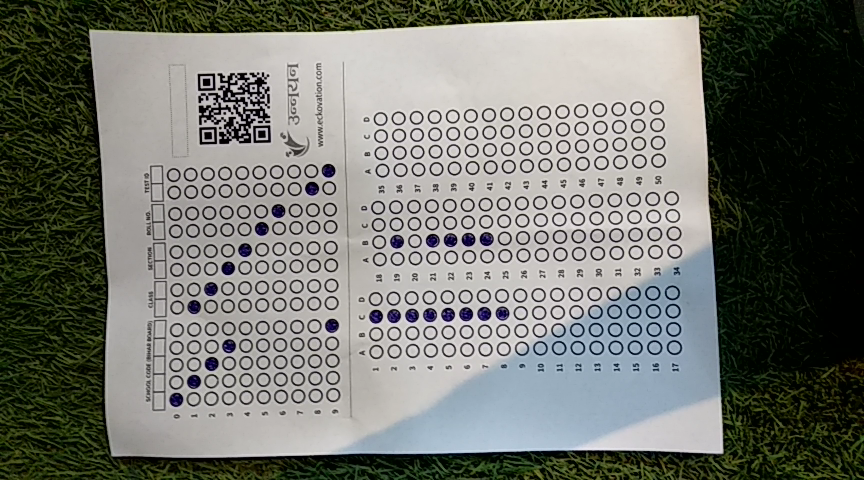 उन्नयन
www.eckovation.com
SCHOOL CODE (BIHAR BOARD) CLASS SECTION ROLL NO. TEST ID
0
1
2
3
4
5
6
7
8
9
A B C D A B C D A B C D
1 18 35
2 19 36
3 20 37
4 21 38
5 22 39
6 23 40
7 24 41
8 25 42
9 26 43
10 27 44
11 28 45
12 29 46
13 30 47
14 31 48
15 32 49
16 33 50
17 34